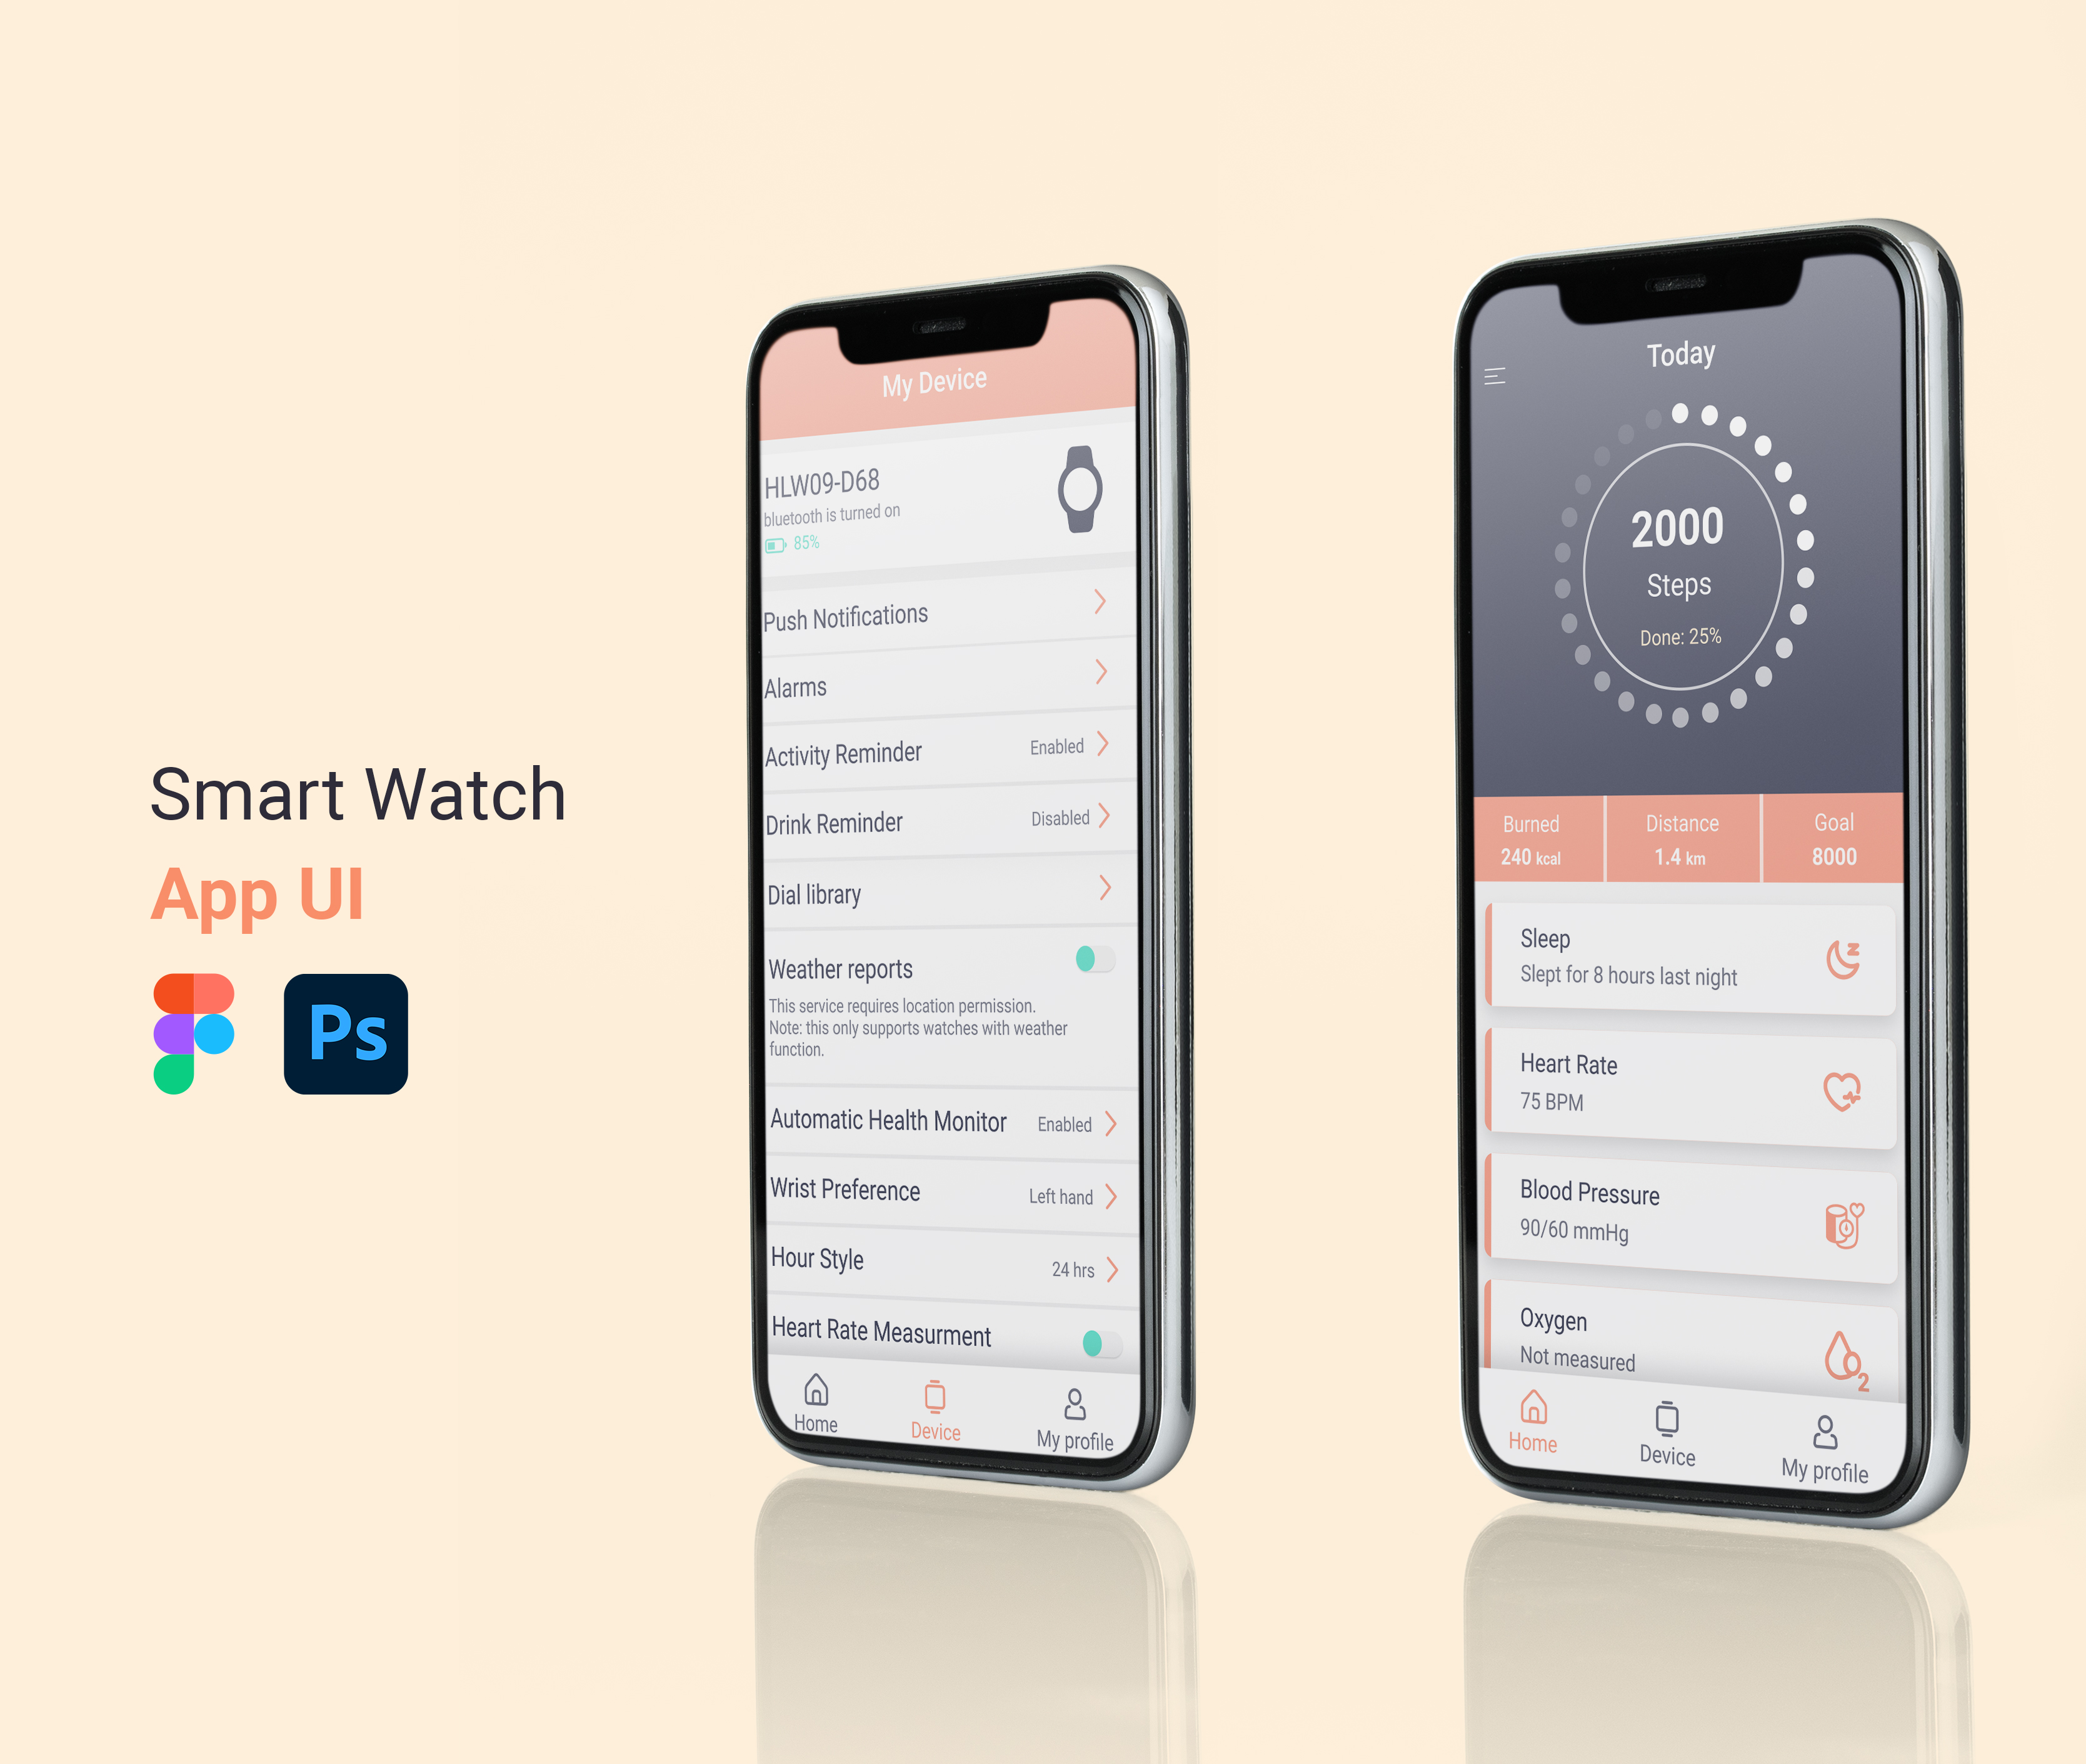 Smart Watch
App UI
Ps
My Device
HLW09-D68
bluetooth is turned on
85%
Push Notifications
Alarms
Activity Reminder Enabled
Drink Reminder Disabled
Dial library
Weather reports
This service requires location permission.
Note: this only supports watches with weather
function.
Automatic Health Monitor Enabled
Wrist Preference Left hand
Hour Style 24 hrs
Heart Rate Measurment
Home Device My profile
Today
2000
Steps
Done: 25%
Burned Distance Goal
240 kcal 1.4 km 8000
Sleep
Slept for 8 hours last night
Heart Rate
75 BPM
Blood Pressure
90/60 mmHg
Oxygen
Not measured
2
Home Device My profile